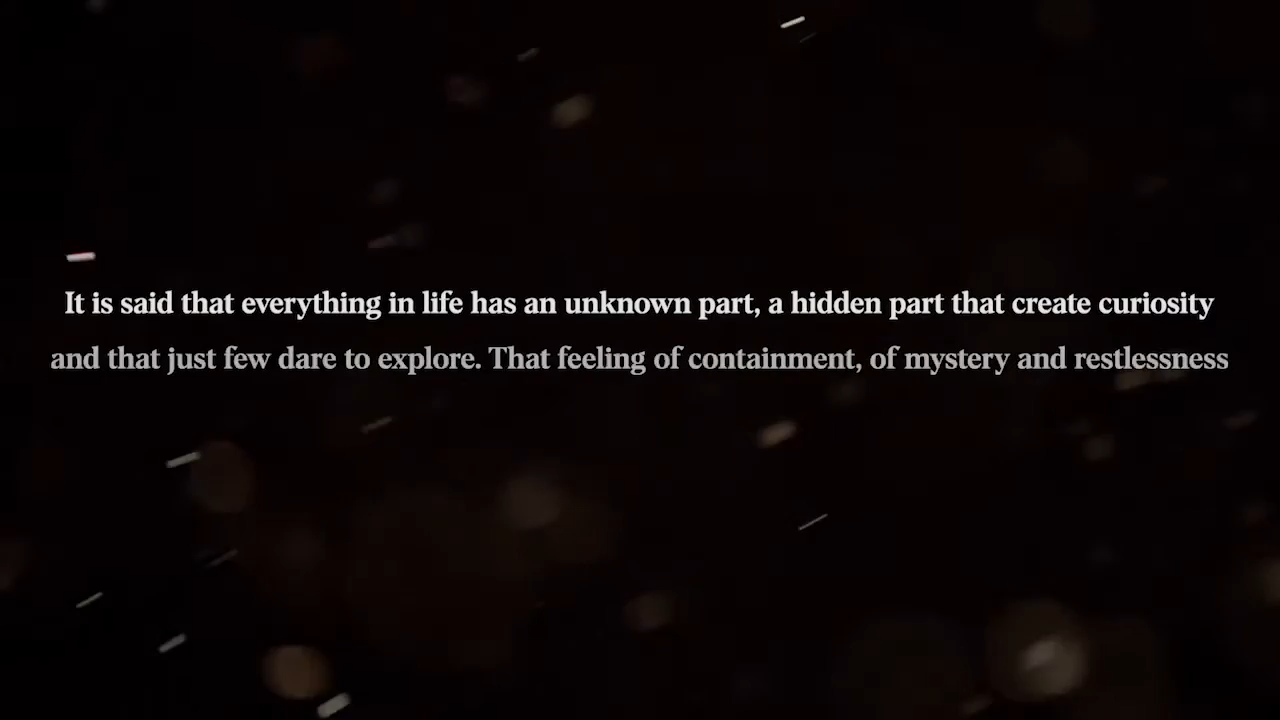 It is said that everything in life has an unknown part, a hidden part that create curiosity
and that just few dare to explore. That feeling of containment, of mystery and restlessness